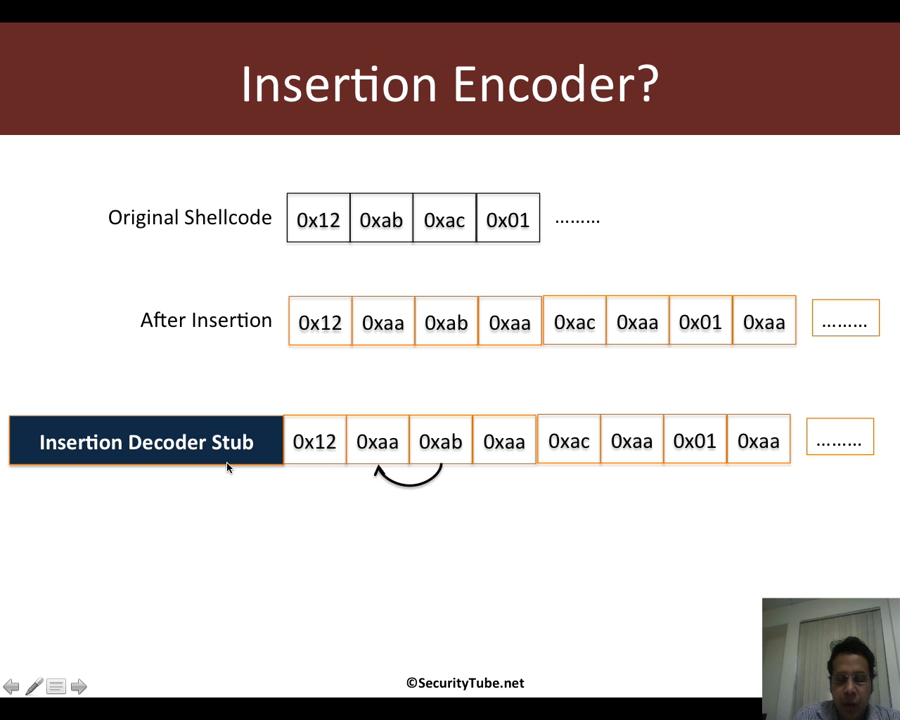 Insertion Encoder?
Original Shellcode 0x12 0xab 0xac 0x01 .........
After Insertion 0x12 0xaa 0xab 0xaa 0xac 0xaa 0x01 0xaa .........
Insertion Decoder Stub 0x12 0xaa 0xab 0xaa 0xac 0xaa 0x01 0xaa .........
©SecurityTube.net